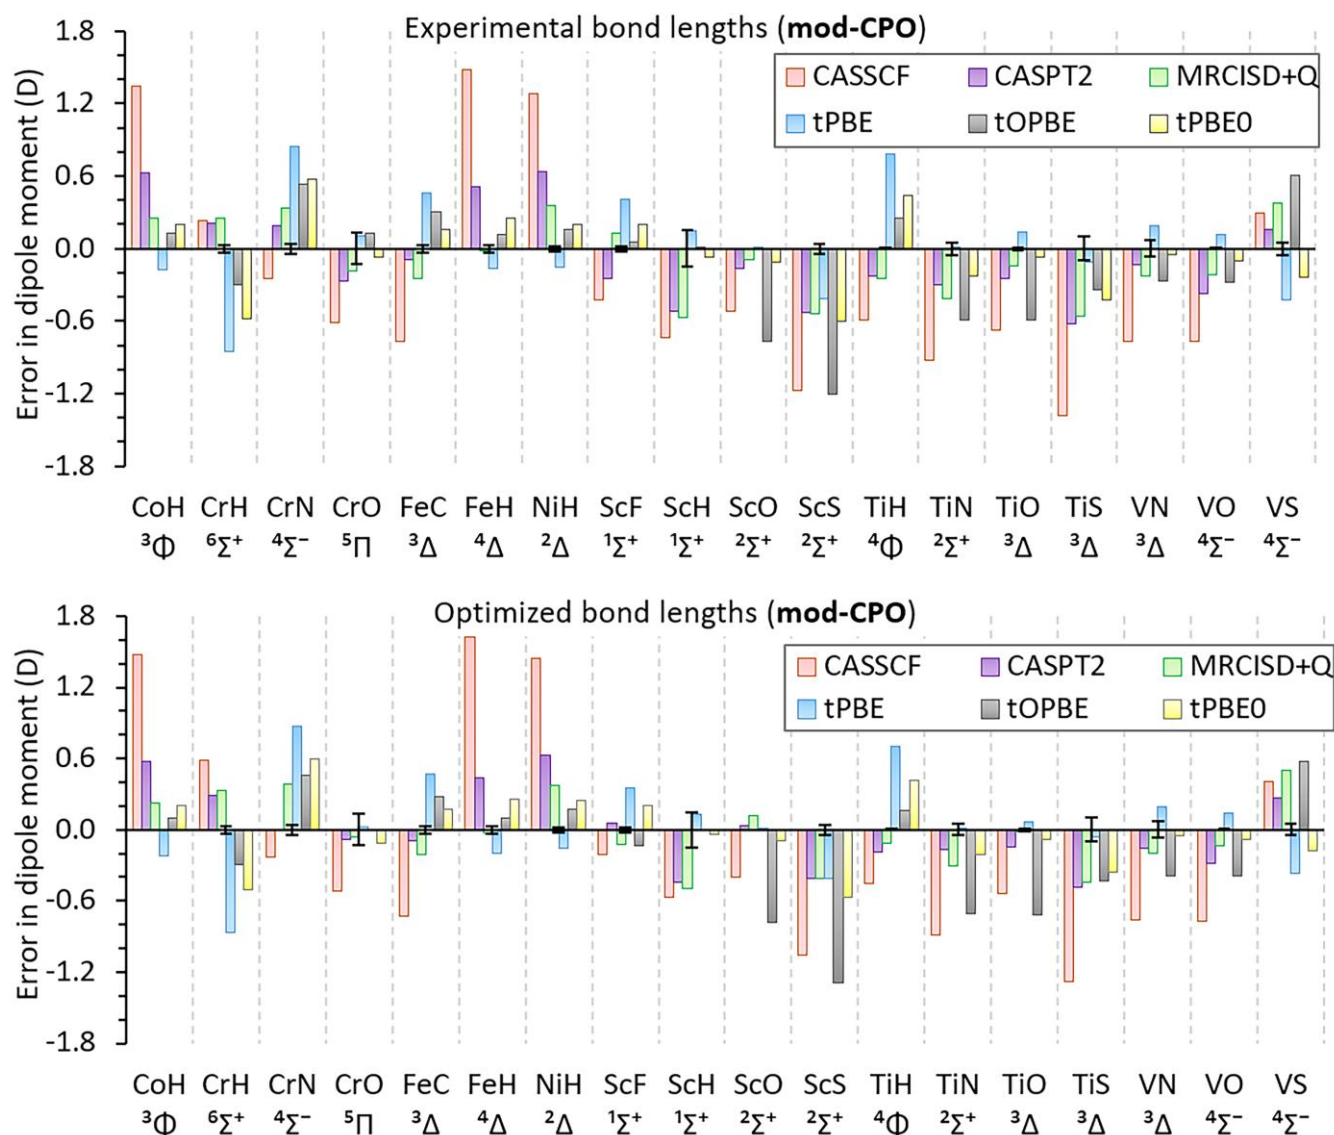 Experimental bond lengths (mod-CPO)
CASSCF CASPT2 MRCISD+Q
tPBE tOPBE tPBE0
Error in dipole moment (D)
1.8
1.2
0.6
0.0
-0.6
-1.2
-1.8
CoH CrH CrN CrO FeC FeH NiH ScF ScH ScO ScS TiH TiN TiO TiS VN VO VS
³Φ ⁶Σ⁺ ⁴Σ⁻ ⁵Π ³Δ ⁴Δ ²Δ ¹Σ⁺ ¹Σ⁺ ²Σ⁺ ²Σ⁺ ⁴Φ ²Σ⁺ ³Δ ³Δ ³Δ ⁴Σ⁻ ⁴Σ⁻
Optimized bond lengths (mod-CPO)
CASSCF CASPT2 MRCISD+Q
tPBE tOPBE tPBE0
Error in dipole moment (D)
1.8
1.2
0.6
0.0
-0.6
-1.2
-1.8
CoH CrH CrN CrO FeC FeH NiH ScF ScH ScO ScS TiH TiN TiO TiS VN VO VS
³Φ ⁶Σ⁺ ⁴Σ⁻ ⁵Π ³Δ ⁴Δ ²Δ ¹Σ⁺ ¹Σ⁺ ²Σ⁺ ²Σ⁺ ⁴Φ ²Σ⁺ ³Δ ³Δ ³Δ ⁴Σ⁻ ⁴Σ⁻